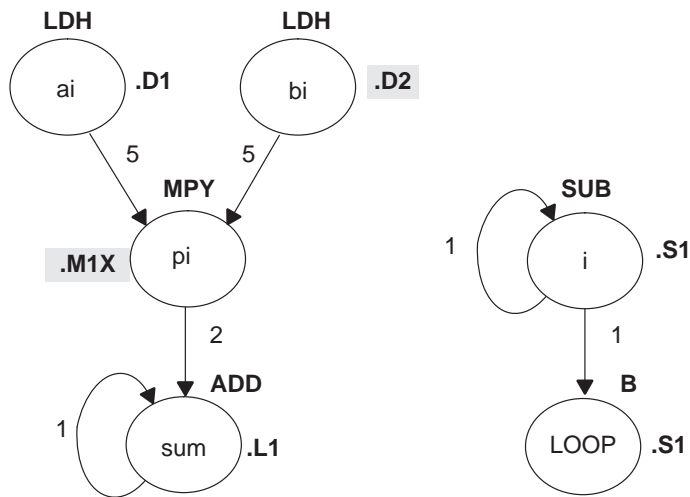 LDH
LDH
ai
.D1
bi
.D2
5
5
MPY
SUB
.M1X
pi
1
i
.S1
2
1
ADD
B
1
sum
.L1
LOOP
.S1